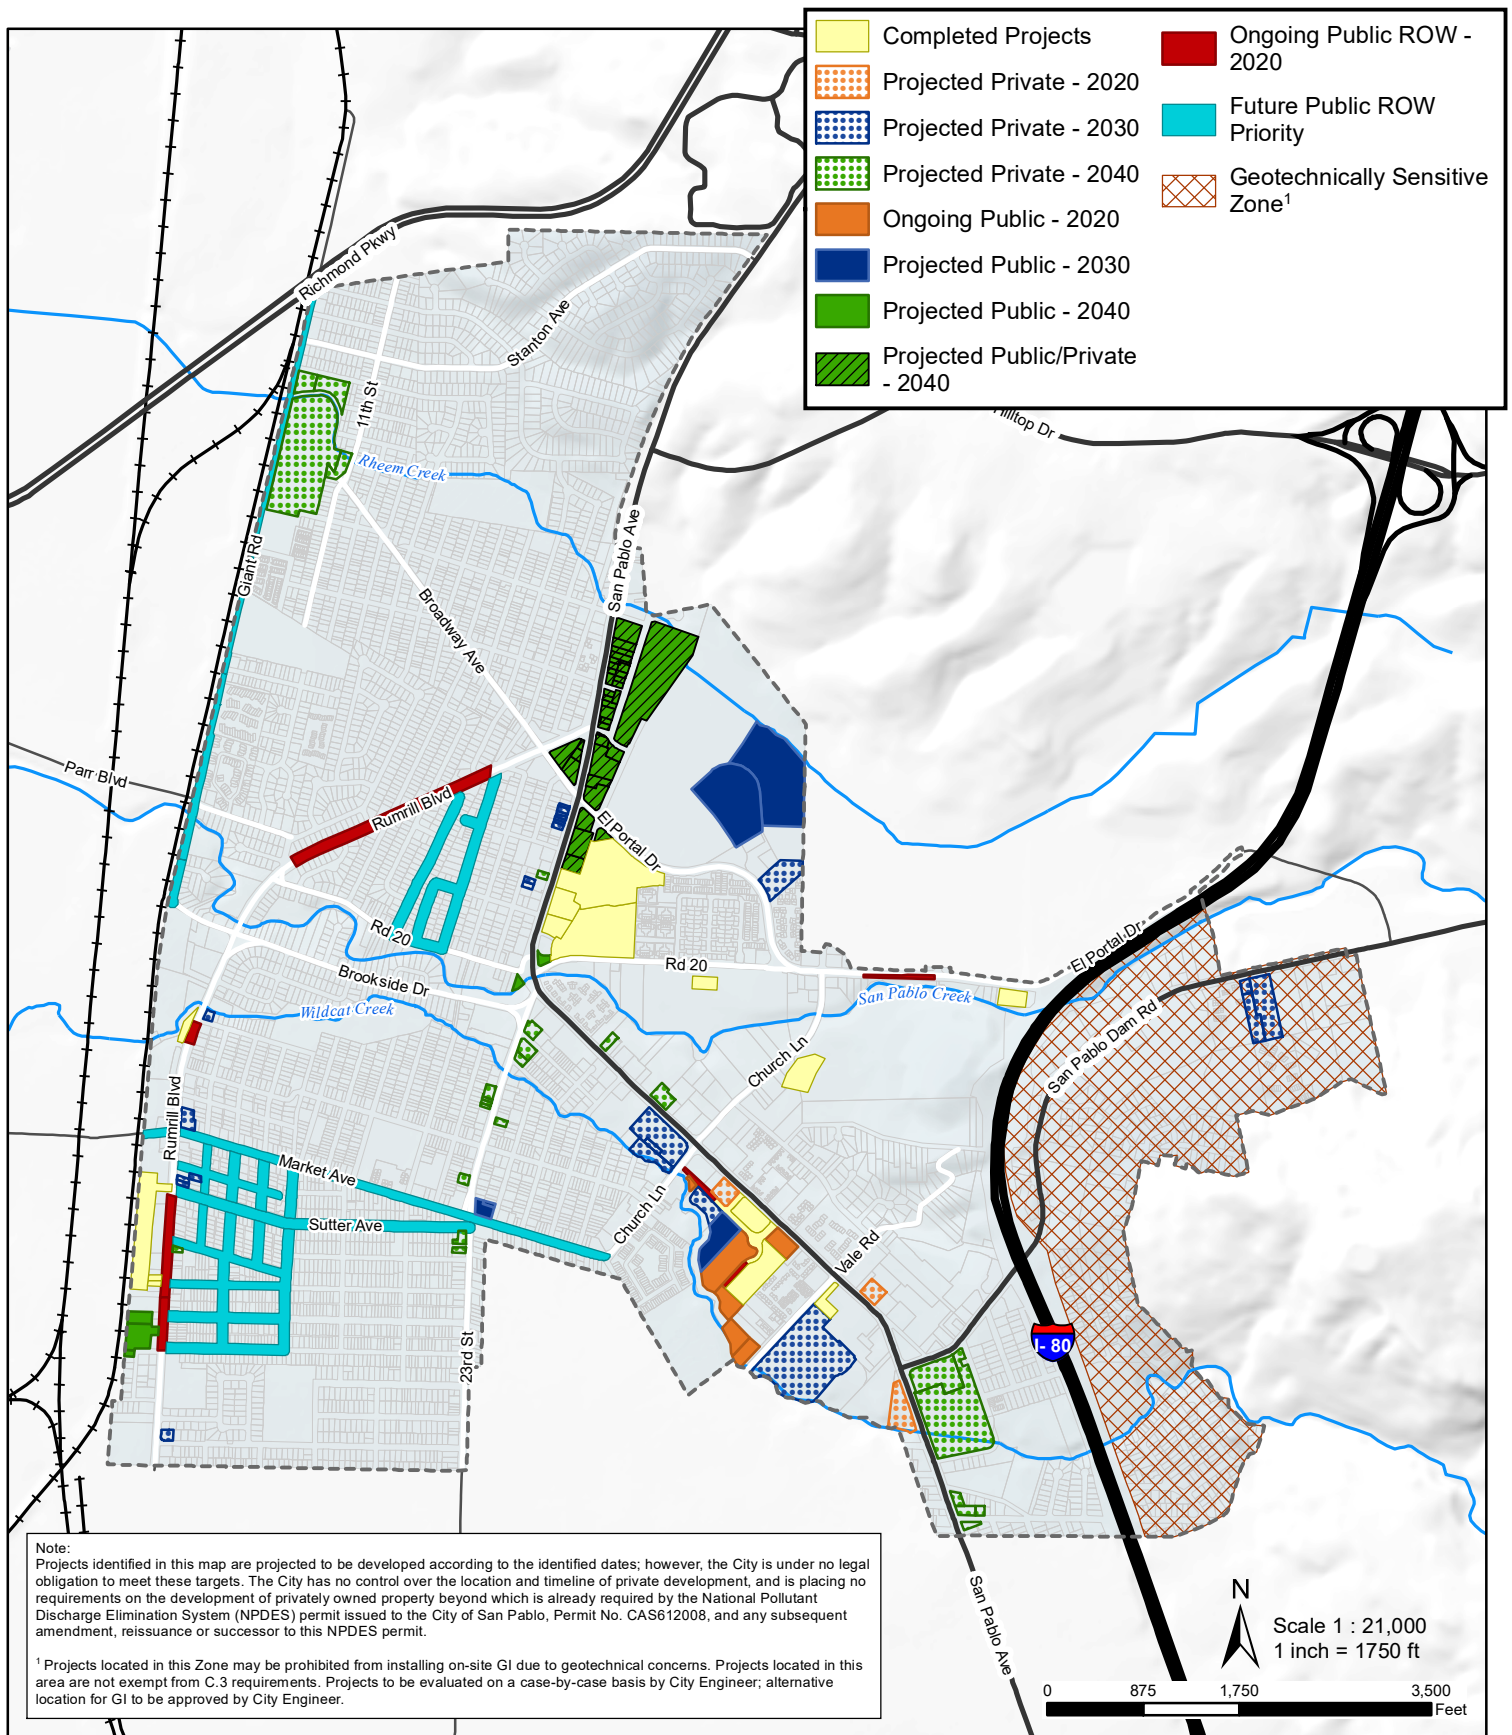 Completed Projects
Projected Private - 2020
Projected Private - 2030
Projected Private - 2040
Ongoing Public - 2020
Projected Public - 2030
Projected Public - 2040
Projected Public/Private
- 2040
Ongoing Public ROW -
2020
Future Public ROW
Priority
Geotechnically Sensitive
Zone1
Richmond Pkwy
Stanton Ave
11th St
Hilltop Dr
Rheem Creek
San Pablo Ave
Giant Rd
Broadway Ave
Parr Blvd
Rumrill Blvd
El Portal Dr
Rd 20
Rd 20
El Portal Dr
Brookside Dr
San Pablo Creek
Wildcat Creek
San Pablo Dam Rd
Church Ln
Rumrill Blvd
Market Ave
Church Ln
Sutter Ave
Vale Rd
I- 80
23rd St
San Pablo Ave
Note:
Projects identified in this map are projected to be developed according to the identified dates; however, the City is under no legal
obligation to meet these targets. The City has no control over the location and timeline of private development, and is placing no
requirements on the development of privately owned property beyond which is already required by the National Pollutant
Discharge Elimination System (NPDES) permit issued to the City of San Pablo, Permit No. CAS612008, and any subsequent
amendment, reissuance or successor to this NPDES permit.
1 Projects located in this Zone may be prohibited from installing on-site GI due to geotechnical concerns. Projects located in this
area are not exempt from C.3 requirements. Projects to be evaluated on a case-by-case basis by City Engineer; alternative
location for GI to be approved by City Engineer.
N
Scale 1 : 21,000
1 inch = 1750 ft
0 875 1,750 3,500
Feet